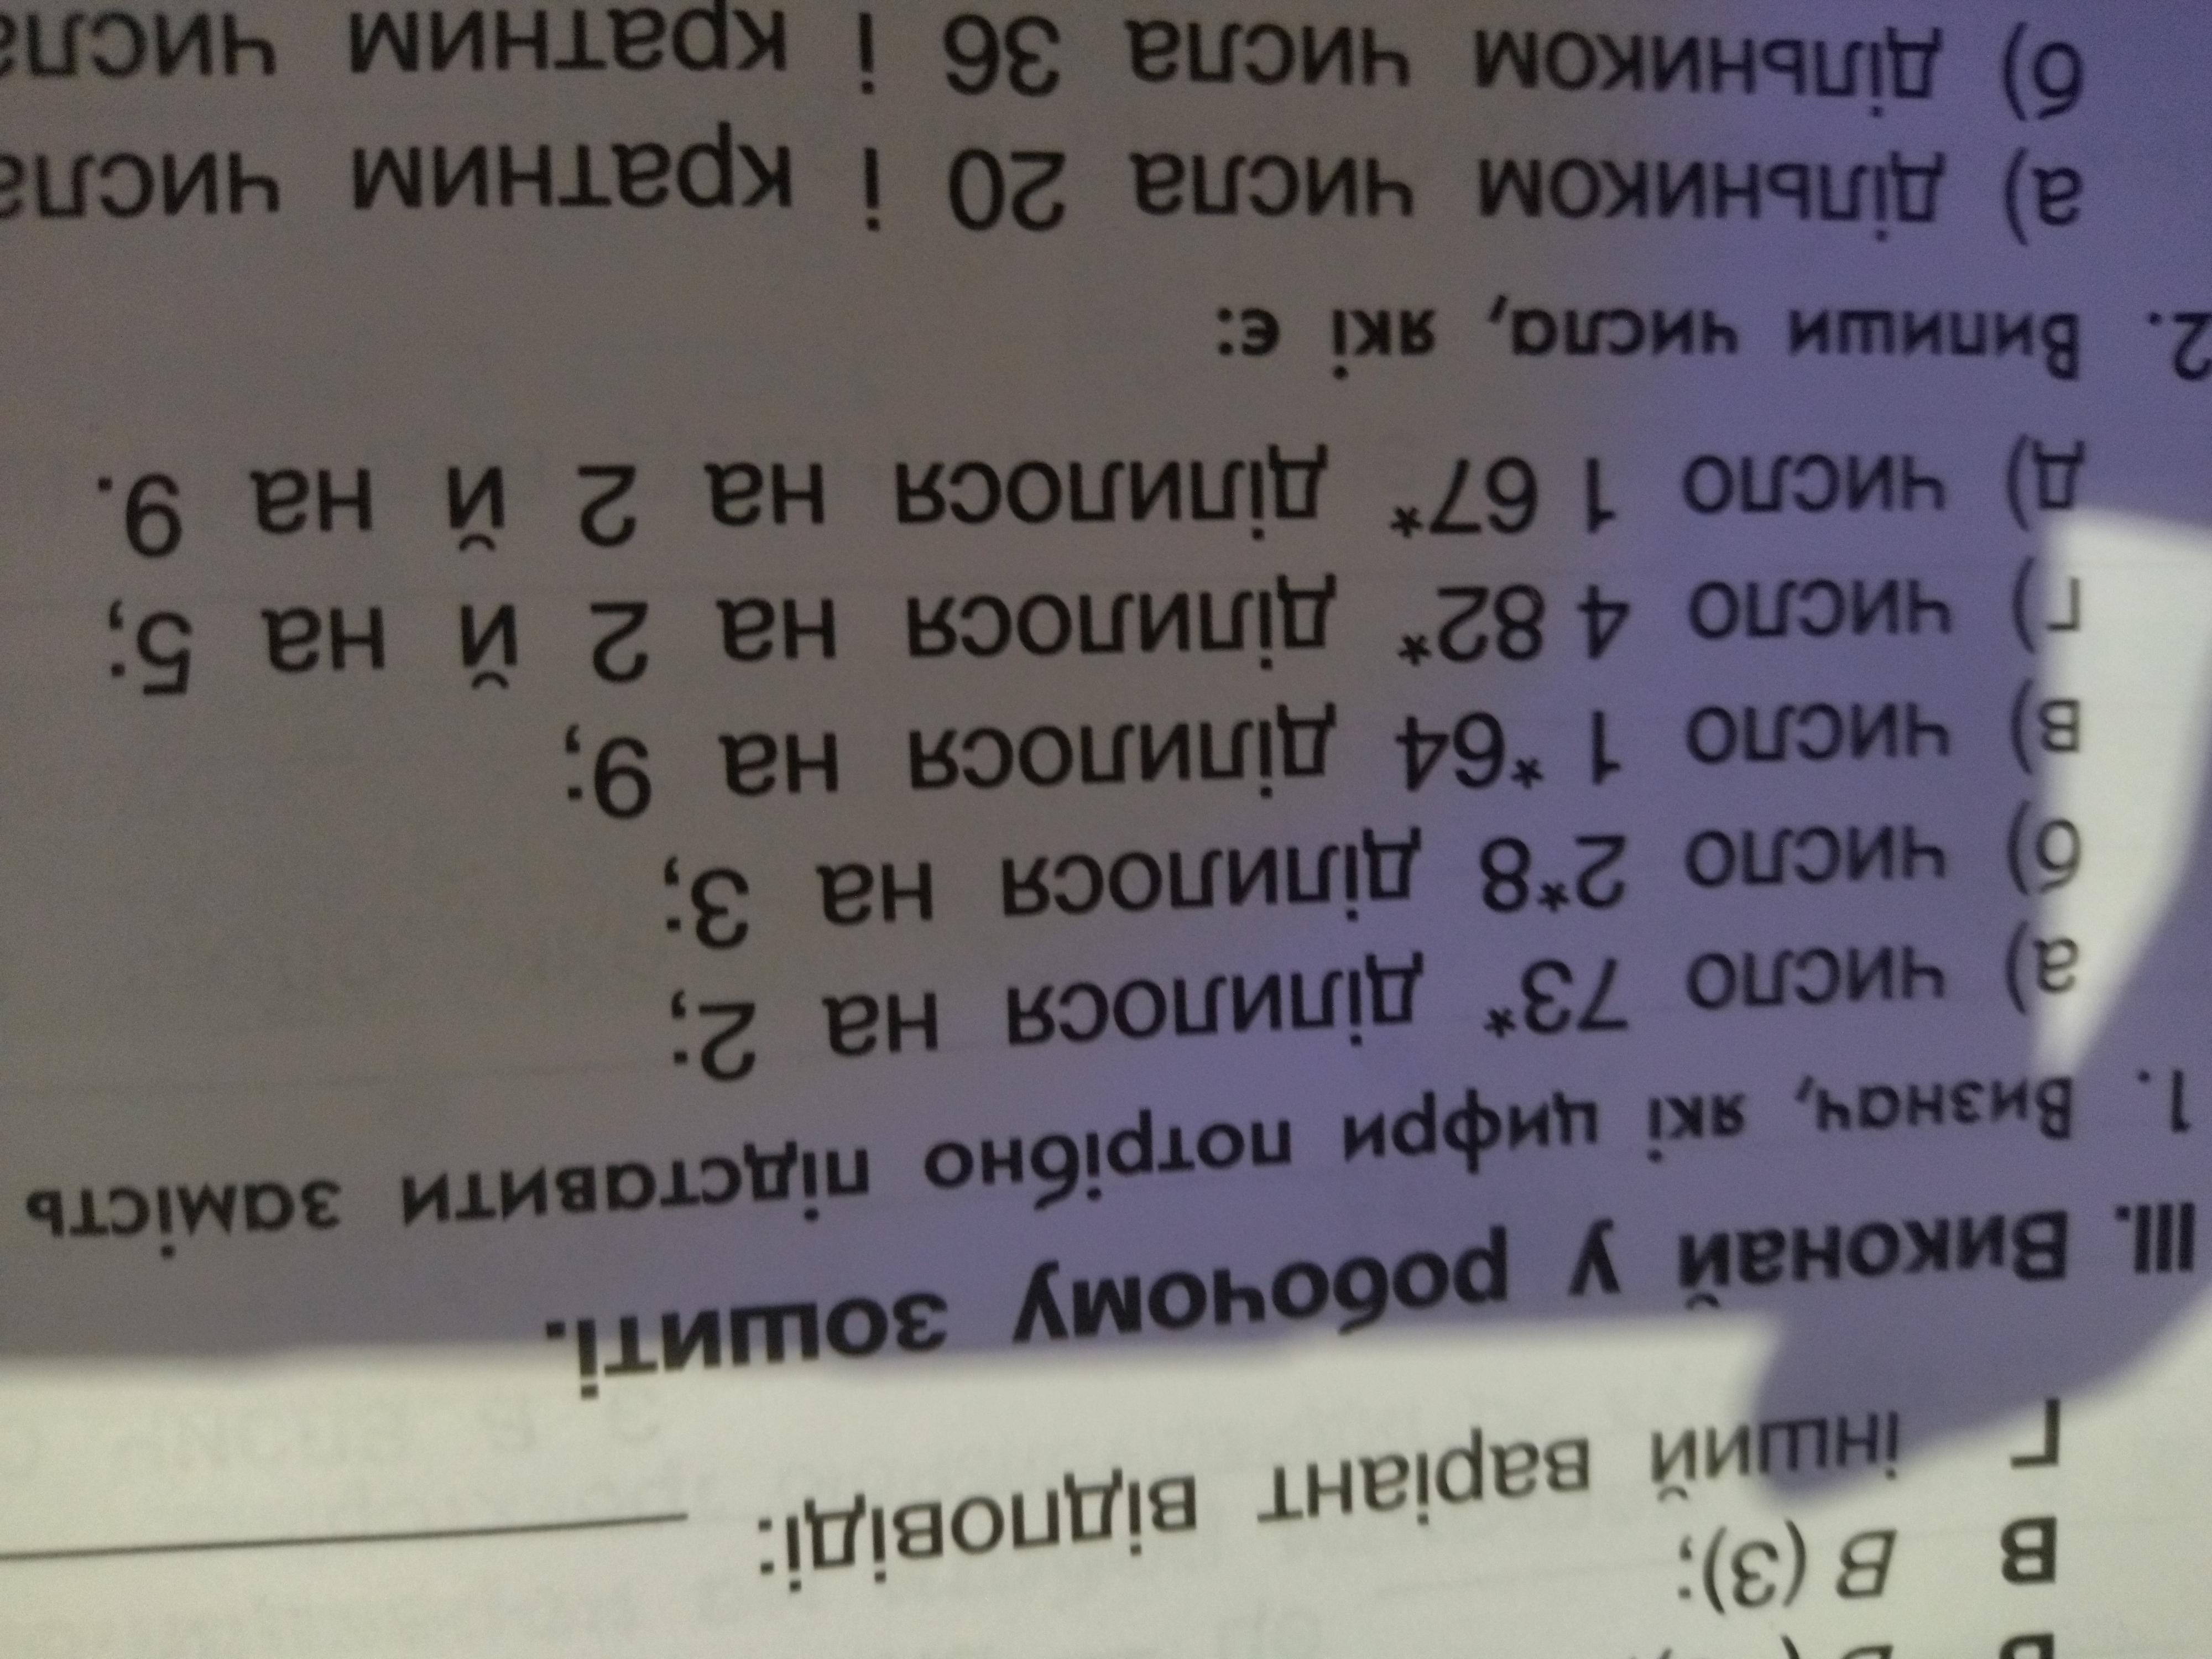 В В (3);
Г інший варіант відповіді:
III. Виконай у робочому зошиті.
1. Визнач, які цифри потрібно підставити замість
а) число 73* ділилося на 2;
б) число 2*8 ділилося на 3;
в) число 1 *64 ділилося на 9;
г) число 4 82* ділилося на 2 й на 5;
д) число 1 67* ділилося на 2 й на 9.
2. Випиши числа, які є:
а) дільником числа 20 і кратним числа
б) дільником числа 36 і кратним числа